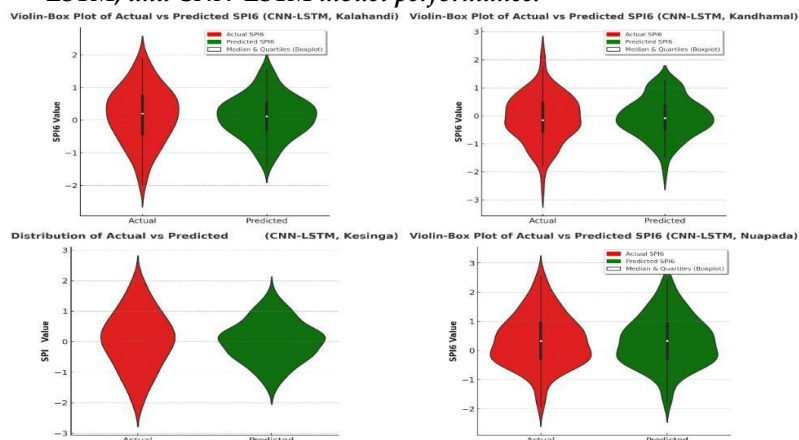 LSTM, and CNN-LSTM model performance.
Violin-Box Plot of Actual vs Predicted SPI6 (CNN-LSTM, Kalahandi)
SPI6 Value
2
1
0
−1
−2
Actual SPI6
Predicted SPI6
Median & Quartiles (Boxplot)
Actual
Predicted
Violin-Box Plot of Actual vs Predicted SPI6 (CNN-LSTM, Kandhamal)
SPI6 Value
3
2
1
0
−1
−2
−3
Actual SPI6
Predicted SPI6
Median & Quartiles (Boxplot)
Actual
Predicted
Distribution of Actual vs Predicted (CNN-LSTM, Kesinga)
SPI Value
3
2
1
0
−1
−2
−3
Actual
Predicted
Violin-Box Plot of Actual vs Predicted SPI6 (CNN-LSTM, Nuapada)
SPI6 Value
3
2
1
0
−1
−2
Actual SPI6
Predicted SPI6
Median & Quartiles (Boxplot)
Actual
Predicted